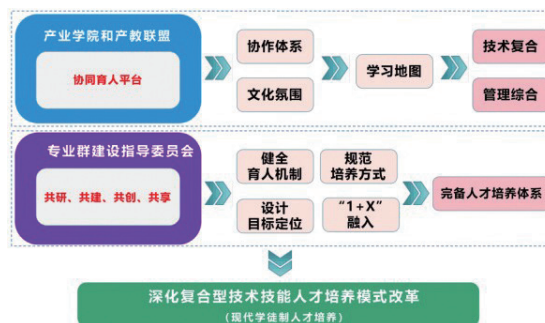 产业学院和产教联盟
协同育人平台
协作体系
文化氛围
学习地图
技术复合
管理综合
专业群建设指导委员会
共研、共建、共创、共享
健全
育人机制
规范
培养方式
设计
目标定位
“1+X”
融入
完备人才培养体系
深化复合型技术技能人才培养模式改革
(现代学徒制人才培养)